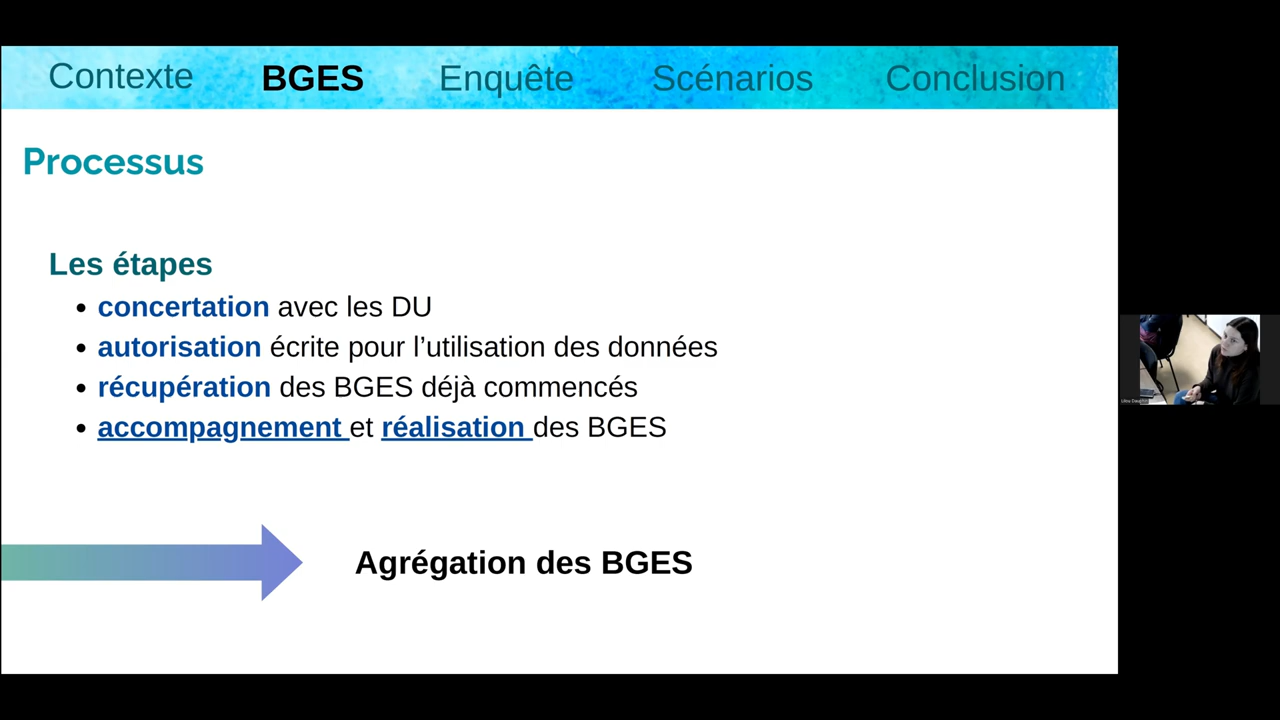 Contexte BGES Enquête Scénarios Conclusion
Processus
Les étapes
• concertation avec les DU
• autorisation écrite pour l’utilisation des données
• récupération des BGES déjà commencés
• accompagnement et réalisation des BGES
Agrégation des BGES